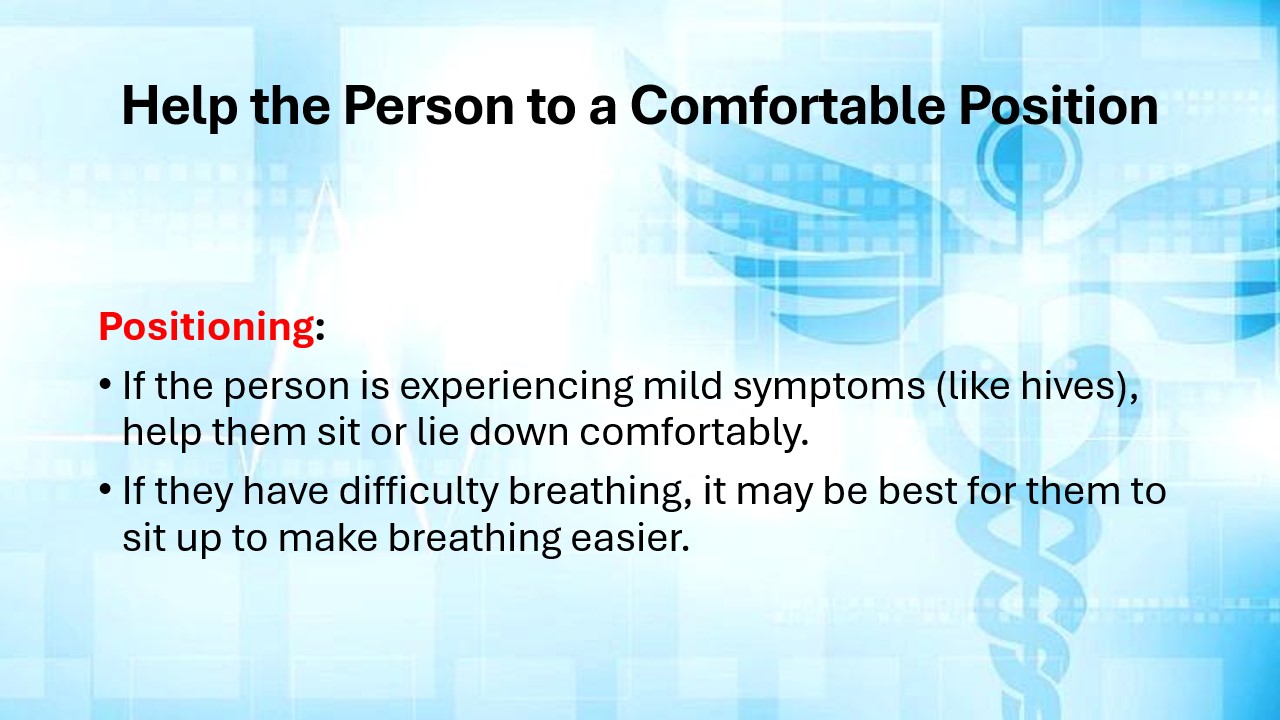 Help the Person to a Comfortable Position
Positioning:
• If the person is experiencing mild symptoms (like hives),
help them sit or lie down comfortably.
• If they have difficulty breathing, it may be best for them to
sit up to make breathing easier.